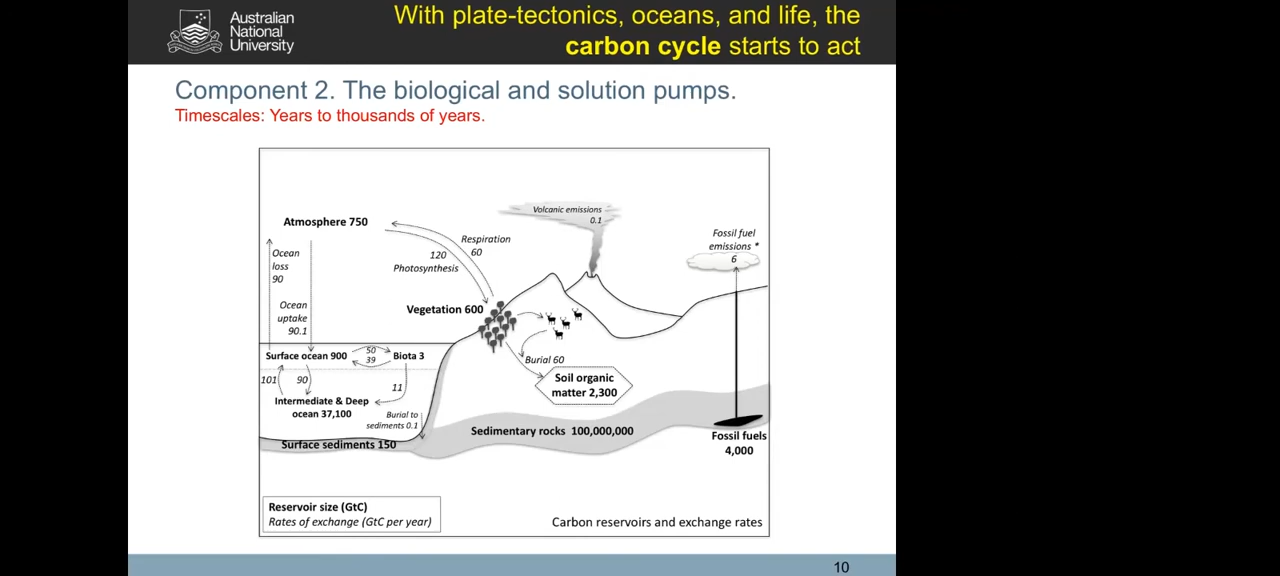 Australian
National
University
With plate-tectonics, oceans, and life, the
carbon cycle starts to act
Component 2. The biological and solution pumps.
Timescales: Years to thousands of years.
Atmosphere 750
Volcanic emissions
0.1
Respiration
60
120
Photosynthesis
Fossil fuel
emissions *
6
Ocean
loss
90
Ocean
uptake
90.1
Vegetation 600
Surface ocean 900
50
39
Biota 3
Burial 60
101
90
11
Soil organic
matter 2,300
Intermediate & Deep
ocean 37,100
Burial to
sediments 0.1
Sedimentary rocks 100,000,000
Surface sediments 150
Fossil fuels
4,000
Reservoir size (GtC)
Rates of exchange (GtC per year)
Carbon reservoirs and exchange rates
10